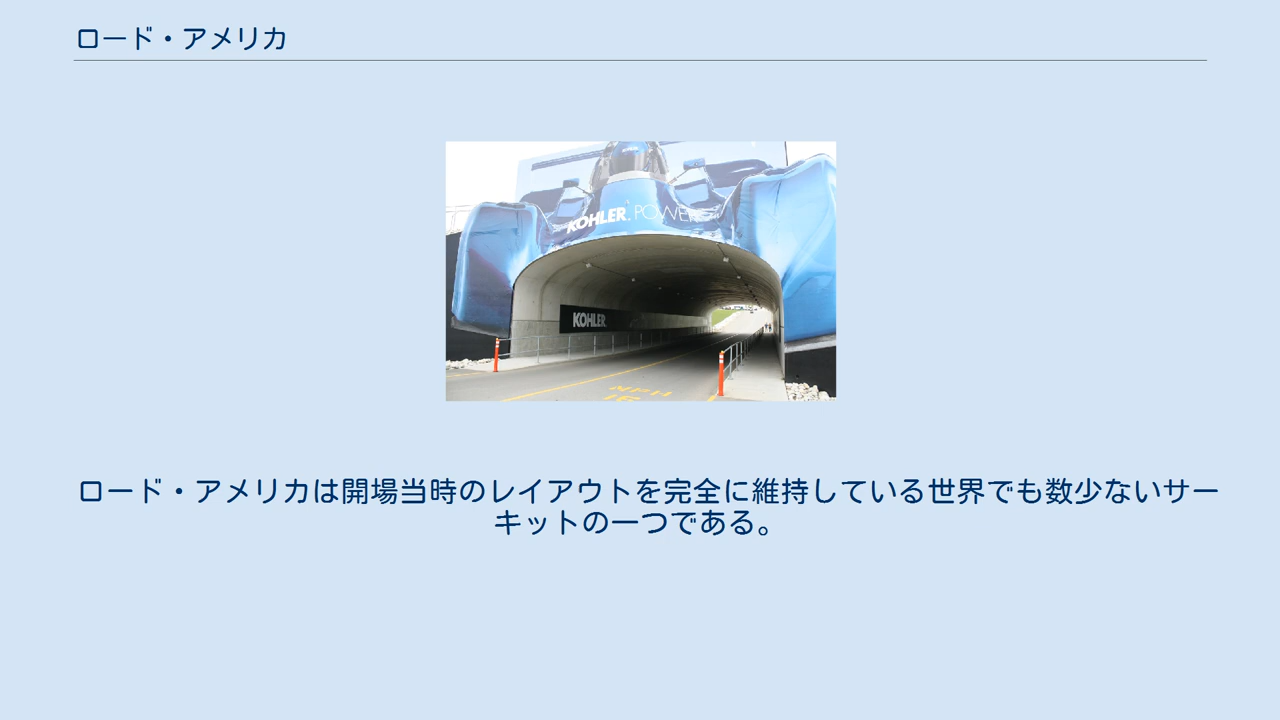 ロード・アメリカ
KOHLER POWER
KOHLER
MPH
15
ロード・アメリカは開場当時のレイアウトを完全に維持している世界でも数少ないサー
キットの一つである。